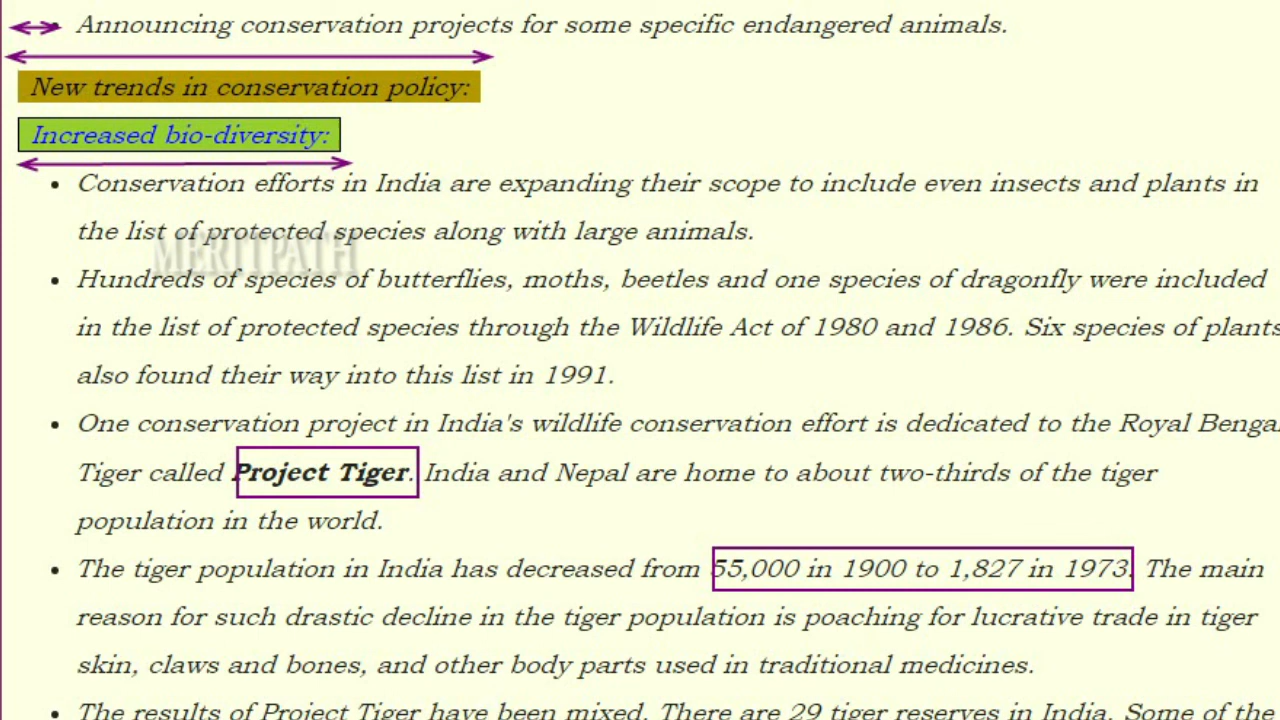 • Announcing conservation projects for some specific endangered animals.
New trends in conservation policy:
Increased bio-diversity:
• Conservation efforts in India are expanding their scope to include even insects and plants in
the list of protected species along with large animals.
MERITPATH
• Hundreds of species of butterflies, moths, beetles and one species of dragonfly were included
in the list of protected species through the Wildlife Act of 1980 and 1986. Six species of plants
also found their way into this list in 1991.
• One conservation project in India's wildlife conservation effort is dedicated to the Royal Bengal
Tiger called Project Tiger. India and Nepal are home to about two-thirds of the tiger
population in the world.
• The tiger population in India has decreased from 55,000 in 1900 to 1,827 in 1973. The main
reason for such drastic decline in the tiger population is poaching for lucrative trade in tiger
skin, claws and bones, and other body parts used in traditional medicines.
• The results of Project Tiger have been mixed. There are 29 tiger reserves in India. Some of the